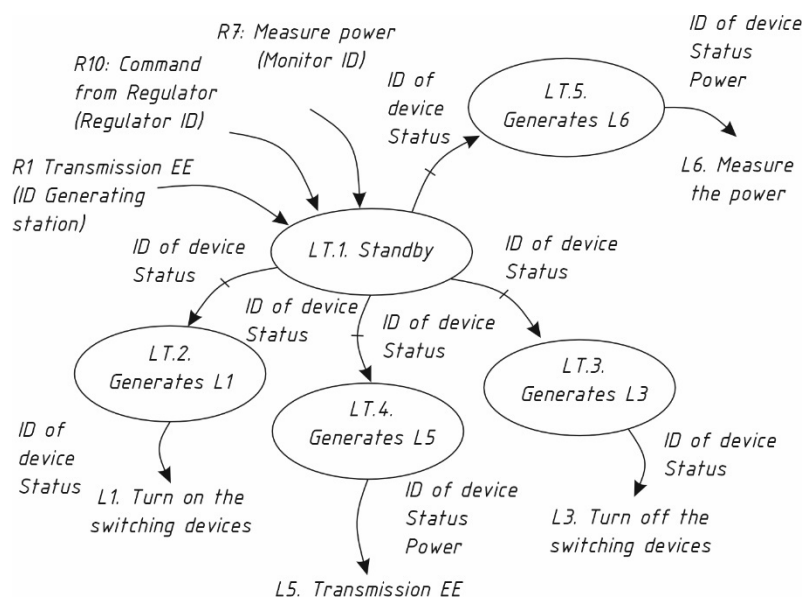 R7: Measure power
(Monitor ID)
R10: Command
from Regulator
(Regulator ID)
R1 Transmission EE
(ID Generating
station)
ID of
device
Status
LT.5.
Generates L6
ID of device
Status
Power
L6. Measure
the power
LT.1. Standby
ID of device
Status
ID of device
Status
ID of device
Status
ID of device
Status
LT.2.
Generates L1
LT.4.
Generates L5
LT.3.
Generates L3
ID of
device
Status
L1. Turn on the
switching devices
ID of device
Status
Power
L5. Transmission EE
ID of device
Status
L3. Turn off the
switching devices